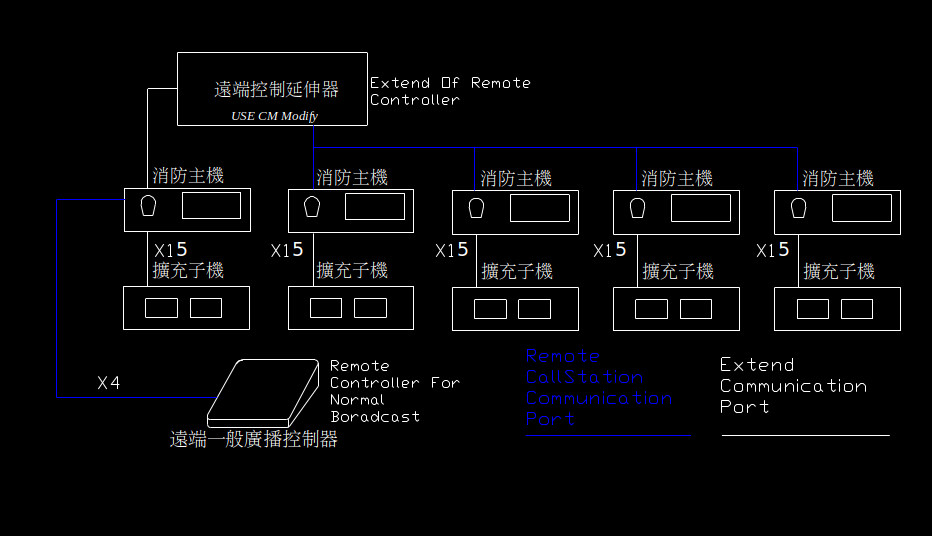 遠端控制延伸器
USE CM Modify
Extend Of Remote
Controller
消防主機
消防主機
消防主機
消防主機
消防主機
X15
X15
X15
X15
X15
擴充子機
擴充子機
擴充子機
擴充子機
擴充子機
X4
Remote
Controller For
Normal
Boradcast
遠端一般廣播控制器
Remote
CallStation
Communication
Port
Extend
Communication
Port